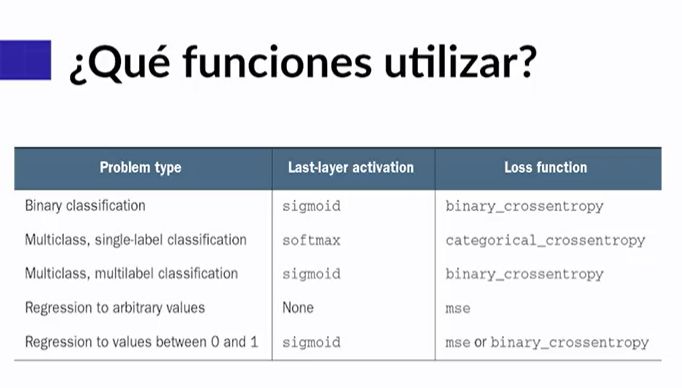 ¿Qué funciones utilizar?
Problem type Last-layer activation Loss function
Binary classification sigmoid binary_crossentropy
Multiclass, single-label classification softmax categorical_crossentropy
Multiclass, multilabel classification sigmoid binary_crossentropy
Regression to arbitrary values None mse
Regression to values between 0 and 1 sigmoid mse or binary_crossentropy